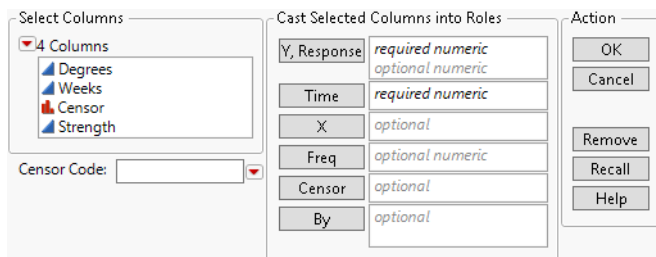 Select Columns
4 Columns
Degrees
Weeks
Censor
Strength
Censor Code:
Cast Selected Columns into Roles
Y, Response
required numeric
optional numeric
Time
required numeric
X
optional
Freq
optional numeric
Censor
optional
By
optional
Action
OK
Cancel
Remove
Recall
Help